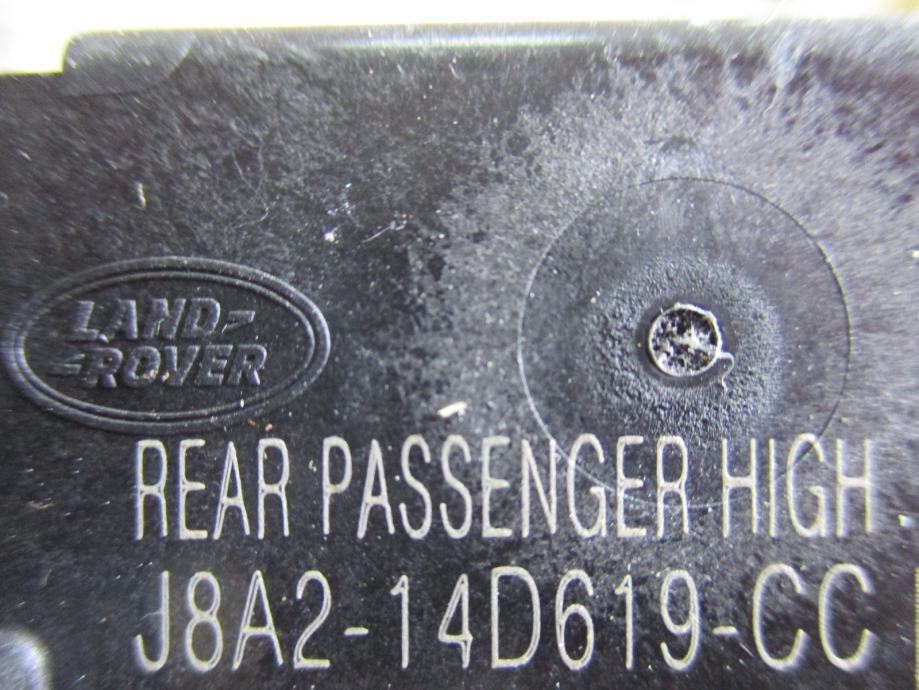 LAND-
-ROVER
REAR PASSENGER HIGH
J8A2-14D619-CC